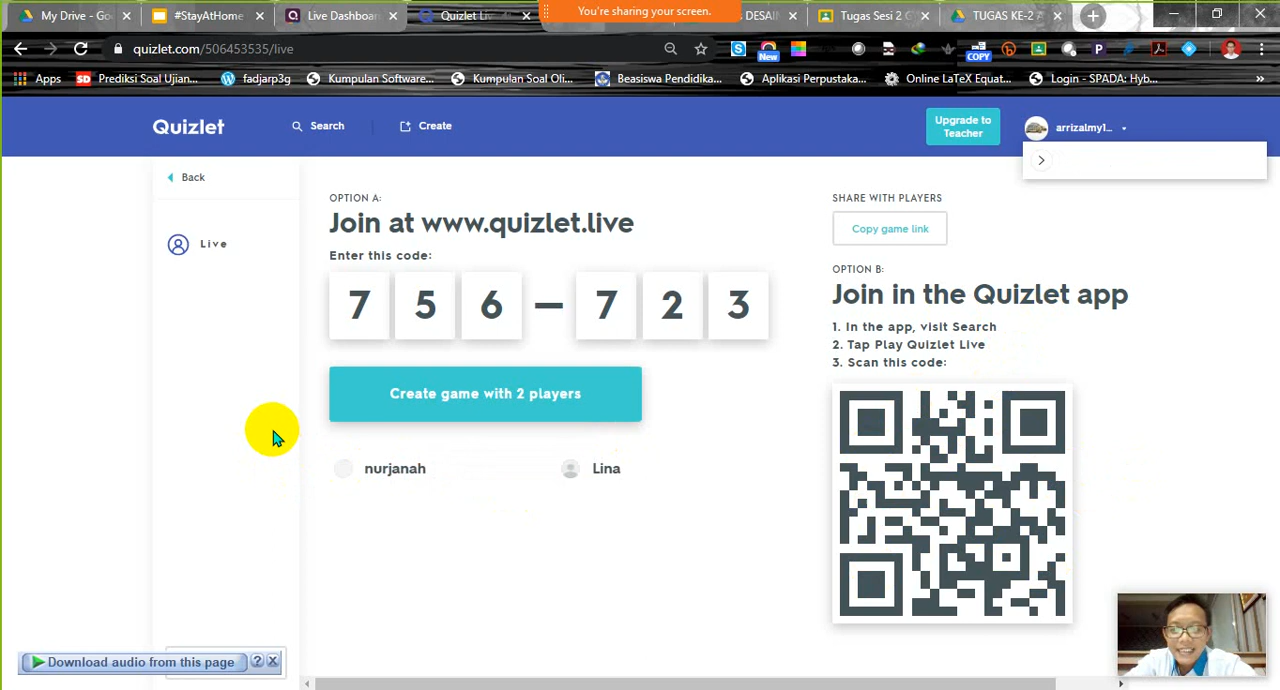 My Drive - Go
#StayAtHome
Live Dashboar
Quizlet Li
You're sharing your screen.
DESAIN
Tugas Sesi 2 G
TUGAS KE-2
quizlet.com/506453535/live
New
COPY
Apps
Prediksi Soal Ujian...
fadjarp3g
Kumpulan Software...
Kumpulan Soal Oli...
Beasiswa Pendidika...
Aplikasi Perpustaka...
Online LaTeX Equat...
Login - SPADA: Hyb...
Quizlet
Search
Create
Upgrade to
Teacher
arrizalmy1...
Back
Live
OPTION A:
Join at www.quizlet.live
Enter this code:
7 5 6 – 7 2 3
Create game with 2 players
nurjanah
Lina
SHARE WITH PLAYERS
Copy game link
OPTION B:
Join in the Quizlet app
1. In the app, visit Search
2. Tap Play Quizlet Live
3. Scan this code:
Download audio from this page